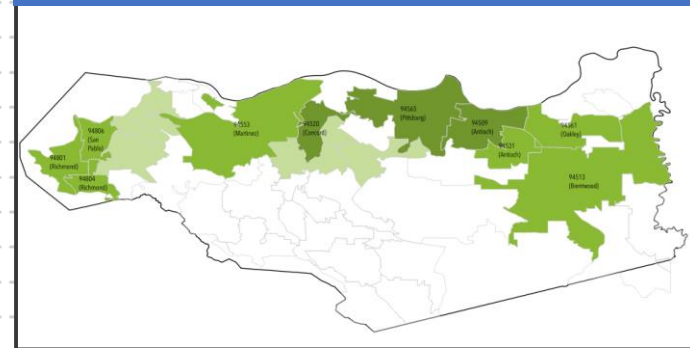 94806
(San
Pablo)
94801
(Richmond)
94804
(Richmond)
94553
(Martinez)
94520
(Concord)
94565
(Pittsburg)
94509
(Antioch)
94531
(Antioch)
94561
(Oakley)
94513
(Brentwood)